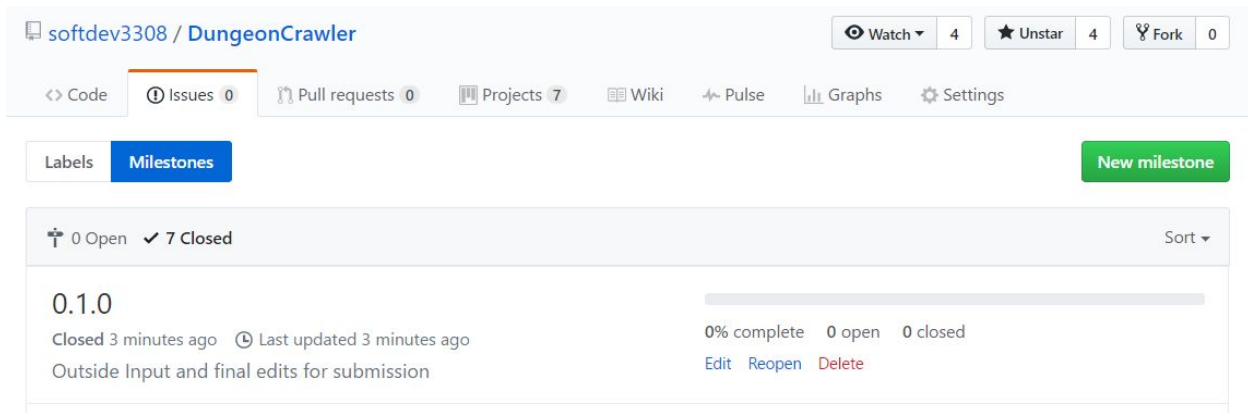 softdev3308 / DungeonCrawler Watch 4 Unstar 4 Fork 0
Code Issues 0 Pull requests 0 Projects 7 Wiki Pulse Graphs Settings
Labels Milestones New milestone
0 Open 7 Closed Sort
0.1.0
Closed 3 minutes ago Last updated 3 minutes ago
Outside Input and final edits for submission
0% complete 0 open 0 closed
Edit Reopen Delete